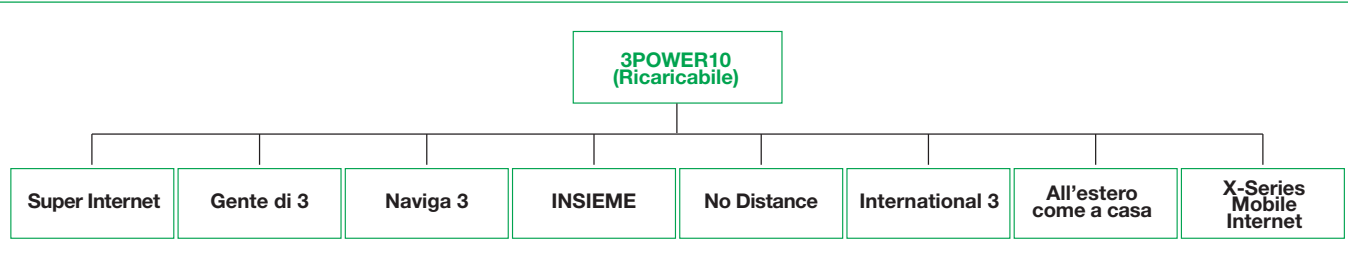 3POWER10
(Ricaricabile)
Super Internet
Gente di 3
Naviga 3
INSIEME
No Distance
International 3
All’estero
come a casa
X-Series
Mobile
Internet